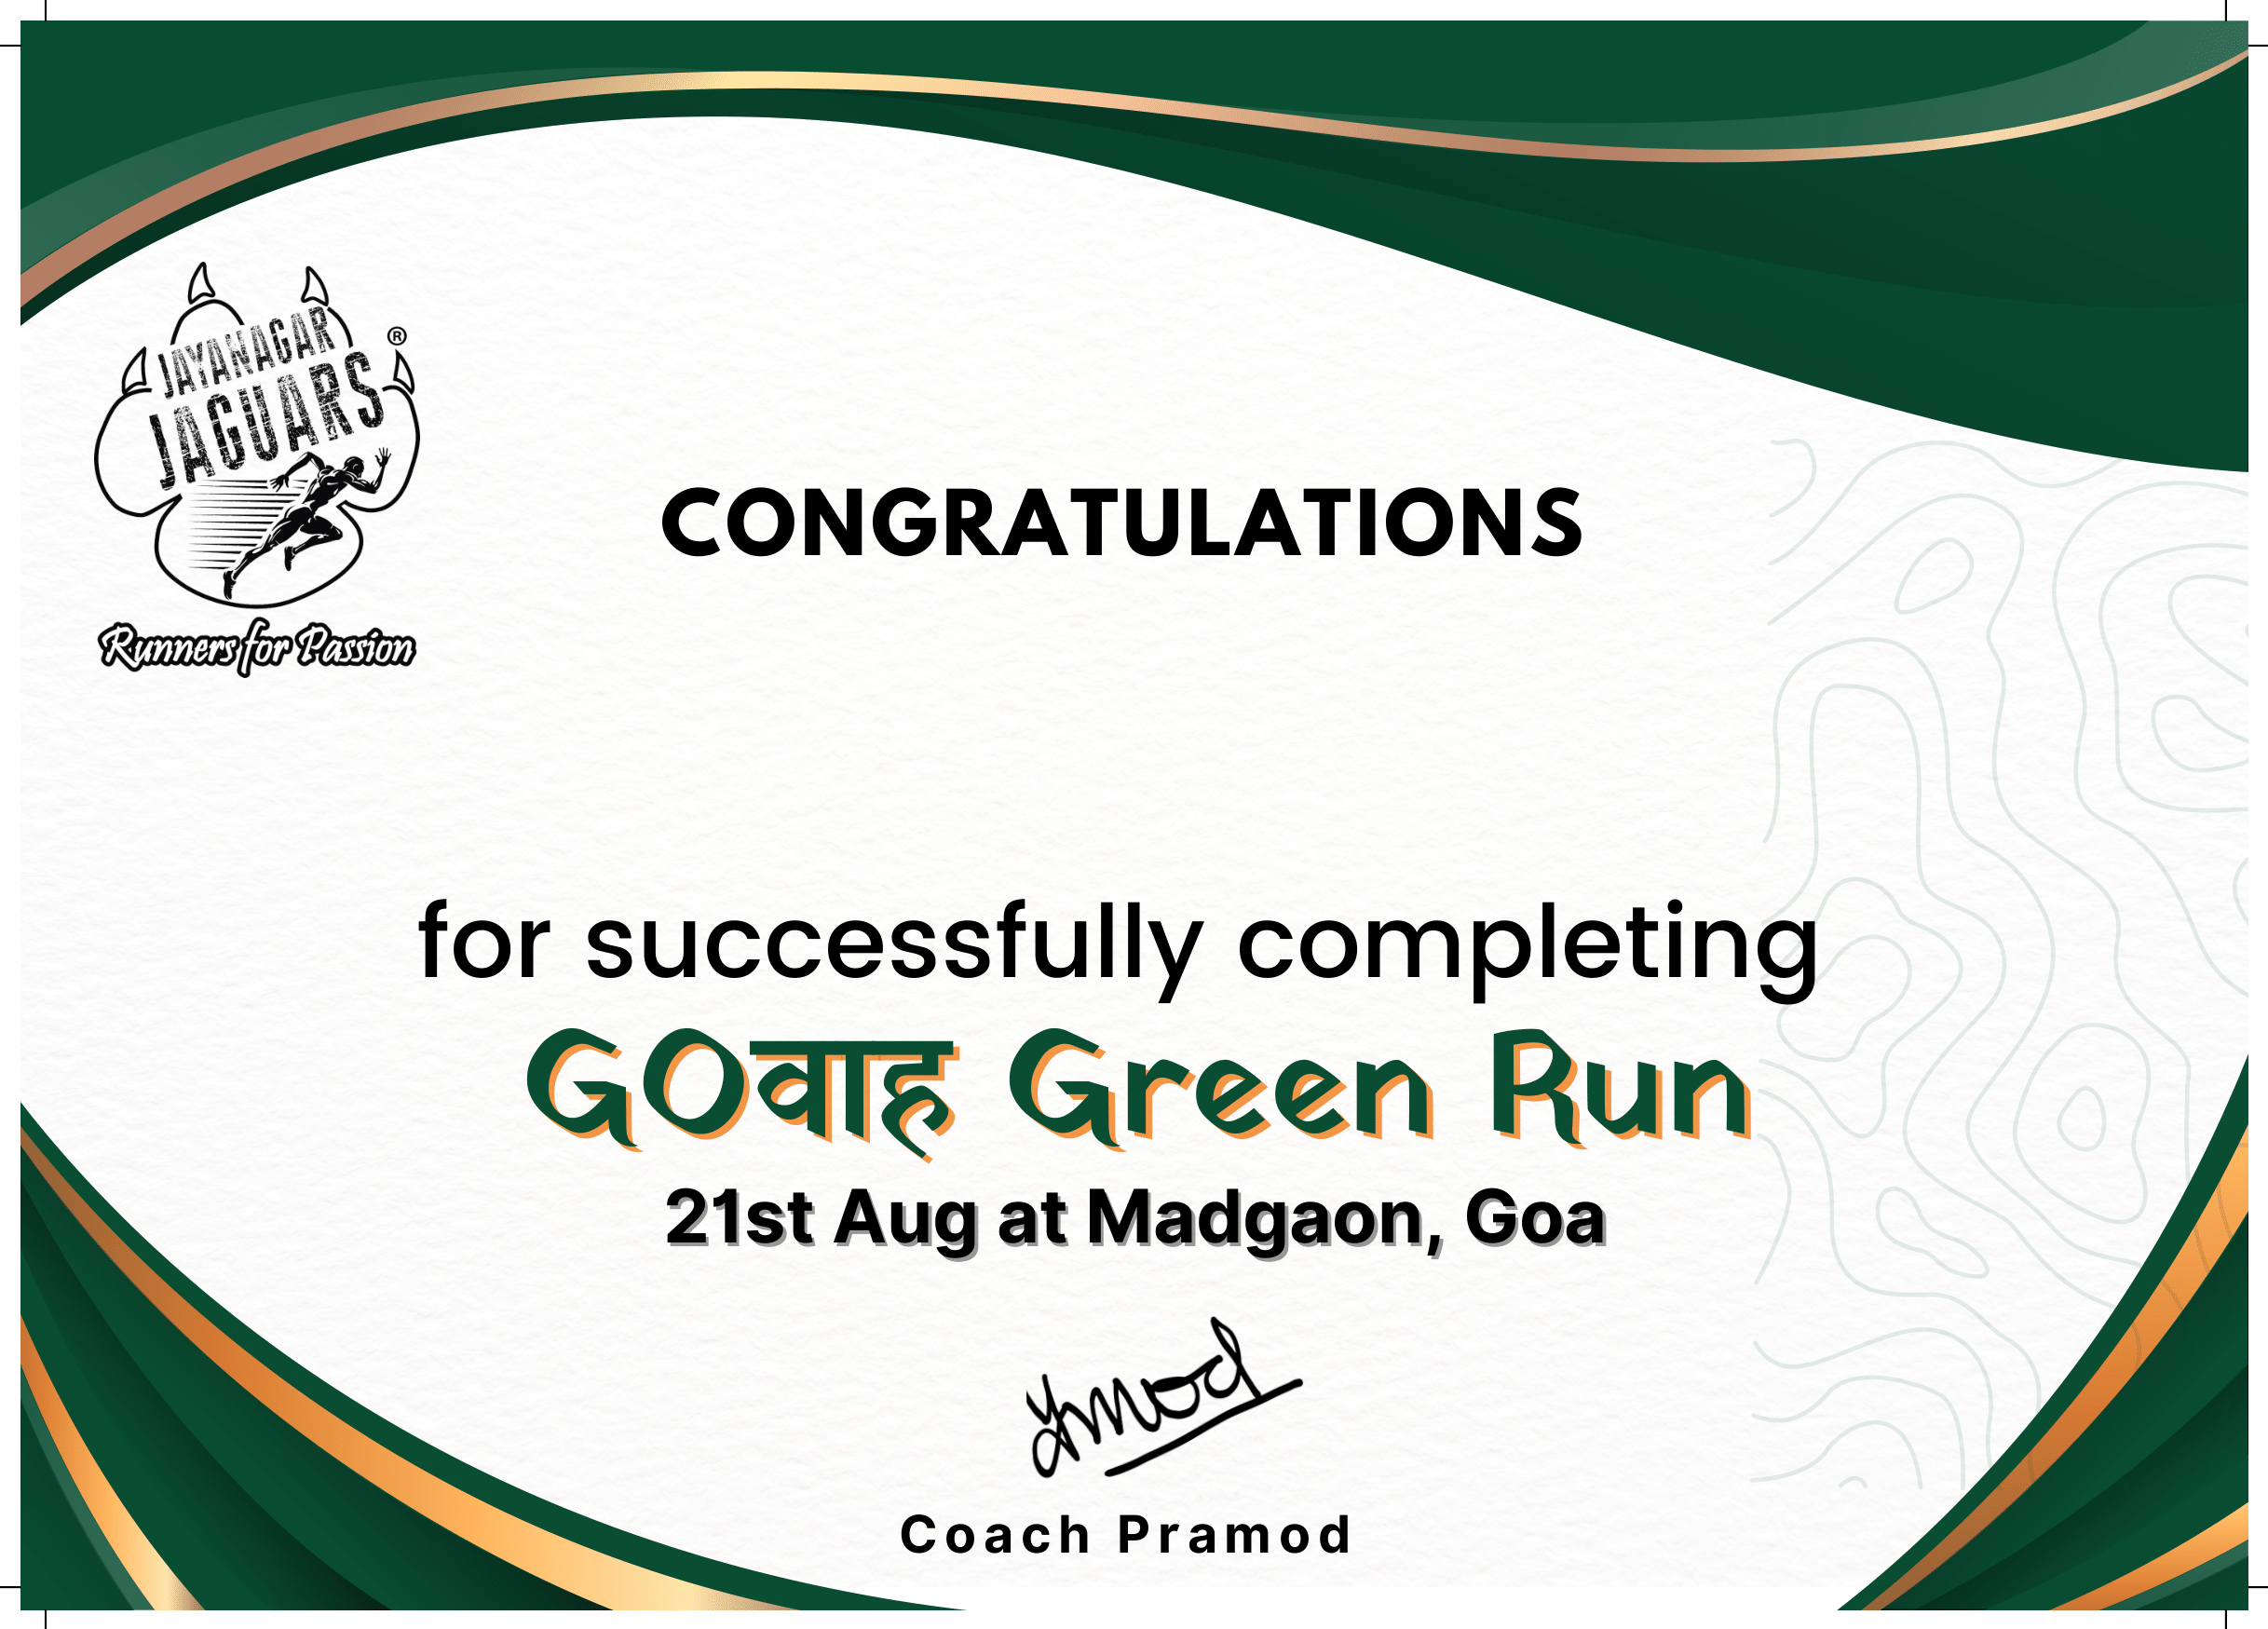 JAYANAGAR
JAGUARS ®
Runners for Passion
CONGRATULATIONS
for successfully completing
GOवाह Green Run
21st Aug at Madgaon, Goa
Pramod
Coach Pramod